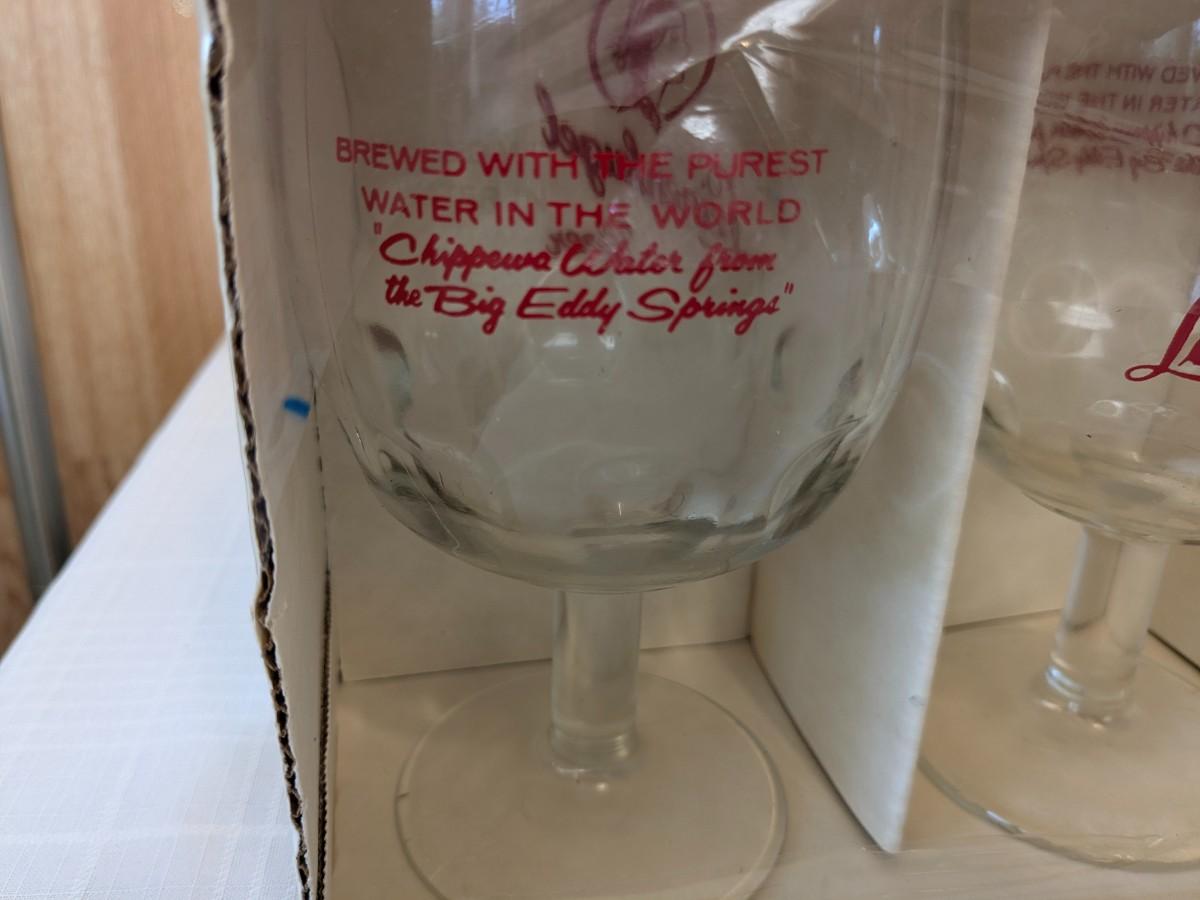 BREWED WITH THE PUREST
WATER IN THE WORLD
"Chippewa Water from
the Big Eddy Springs"